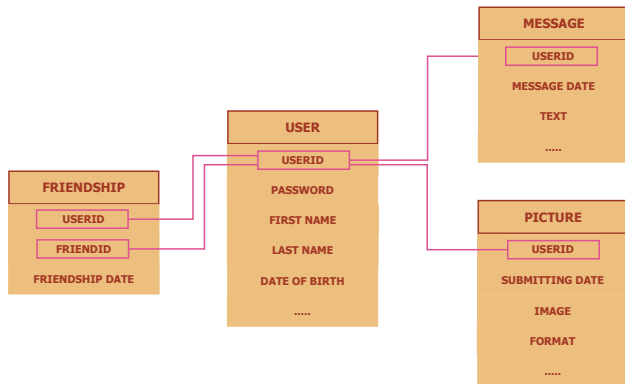 FRIENDSHIP
USERID
FRIENDID
FRIENDSHIP DATE
USER
USERID
PASSWORD
FIRST NAME
LAST NAME
DATE OF BIRTH
.....
MESSAGE
USERID
MESSAGE DATE
TEXT
.....
PICTURE
USERID
SUBMITTING DATE
IMAGE
FORMAT
.....